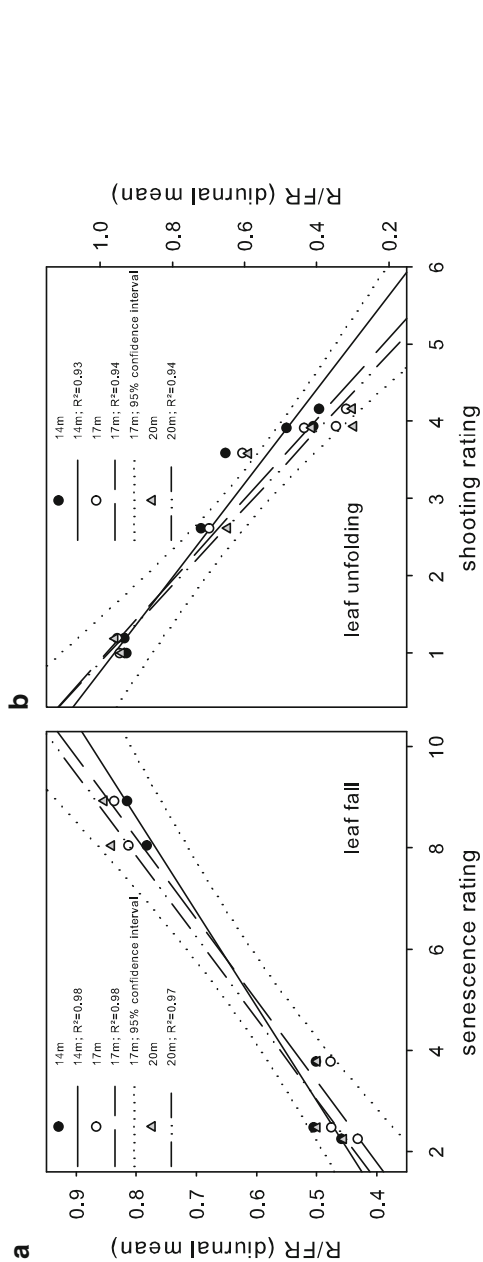 a
R/FR (diurnal mean)
0.9
0.8
0.7
0.6
0.5
0.4
14m
14m; R²=0.98
17m
17m; R²=0.98
17m; 95% confidence interval
20m
20m; R²=0.97
leaf fall
2 4 6 8 10
senescence rating
b
14m
14m; R²=0.93
17m
17m; R²=0.94
17m; 95% confidence interval
20m
20m; R²=0.94
leaf unfolding
1 2 3 4 5 6
shooting rating
1.0
0.8
0.6
0.4
0.2
R/FR (diurnal mean)